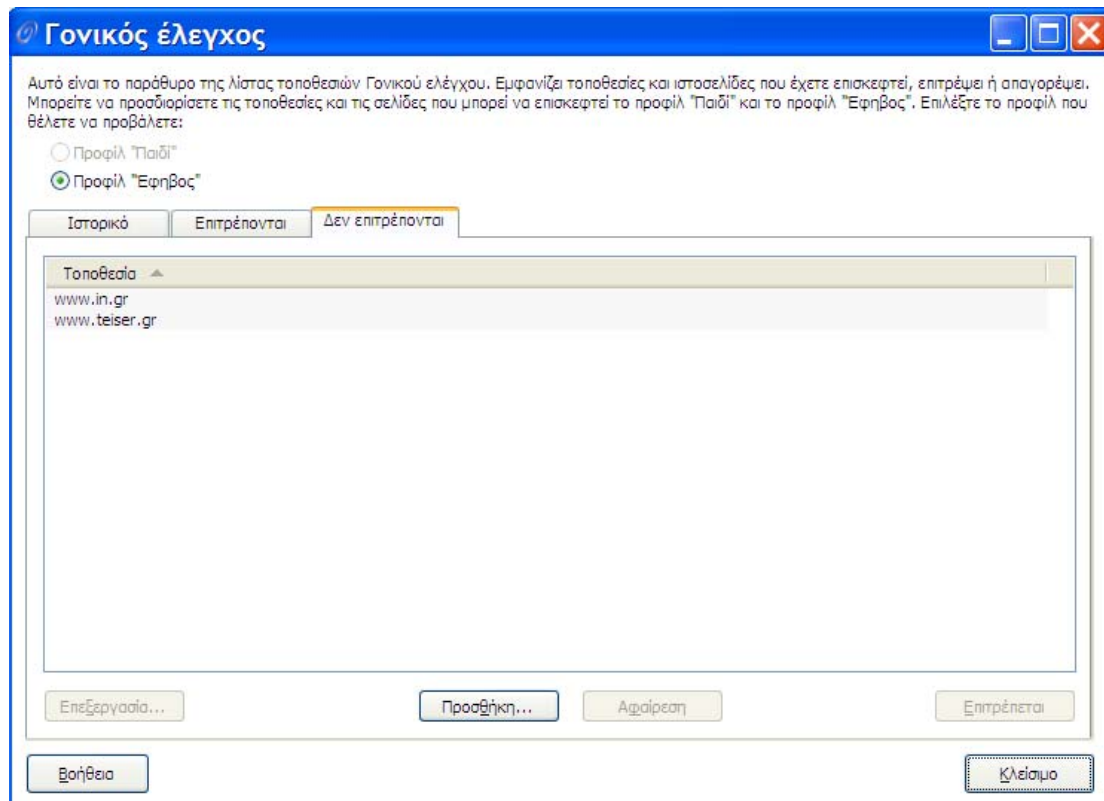 Γονικός έλεγχος
Αυτό είναι το παράθυρο της λίστας τοποθεσιών Γονικού ελέγχου. Εμφανίζει τοποθεσίες και ιστοσελίδες που έχετε επισκεφτεί, επιτρέψει ή απαγορέψει.
Μπορείτε να προσδιορίσετε τις τοποθεσίες και τις σελίδες που μπορεί να επισκεφτεί το προφίλ "Παιδί" και το προφίλ "Έφηβος". Επιλέξτε το προφίλ που
θέλετε να προβάλετε:
Προφίλ "Παιδί"
Προφίλ "Έφηβος"
Ιστορικό Επιτρέπονται Δεν επιτρέπονται
Τοποθεσία
www.in.gr
www.teiser.gr
Επεξεργασία... Προσθήκη... Αφαίρεση Επιτρέπεται
Βοήθεια Κλείσιμο